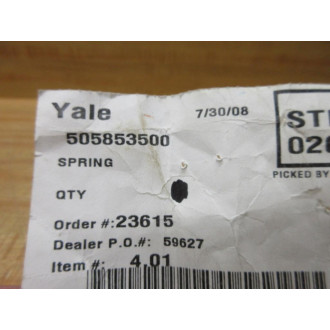 Yale 7/30/08
505853500
SPRING
QTY
Order #:23615
Dealer P.O.#: 59627
Item #: 4.01
PICKED BY